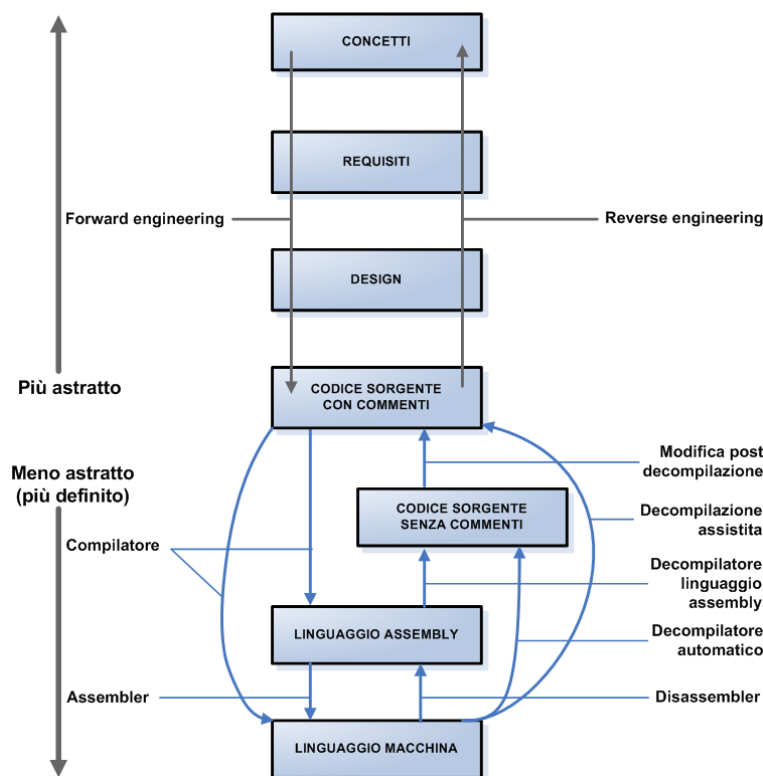 CONCETTI
REQUISITI
Forward engineering
Reverse engineering
DESIGN
Più astratto
CODICE SORGENTE
CON COMMENTI
Meno astratto
(più definito)
Modifica post
decompilazione
CODICE SORGENTE
SENZA COMMENTI
Decompilazione
assistita
Compilatore
Decompilatore
linguaggio
assembly
LINGUAGGIO ASSEMBLY
Decompilatore
automatico
Assembler
Disassembler
LINGUAGGIO MACCHINA